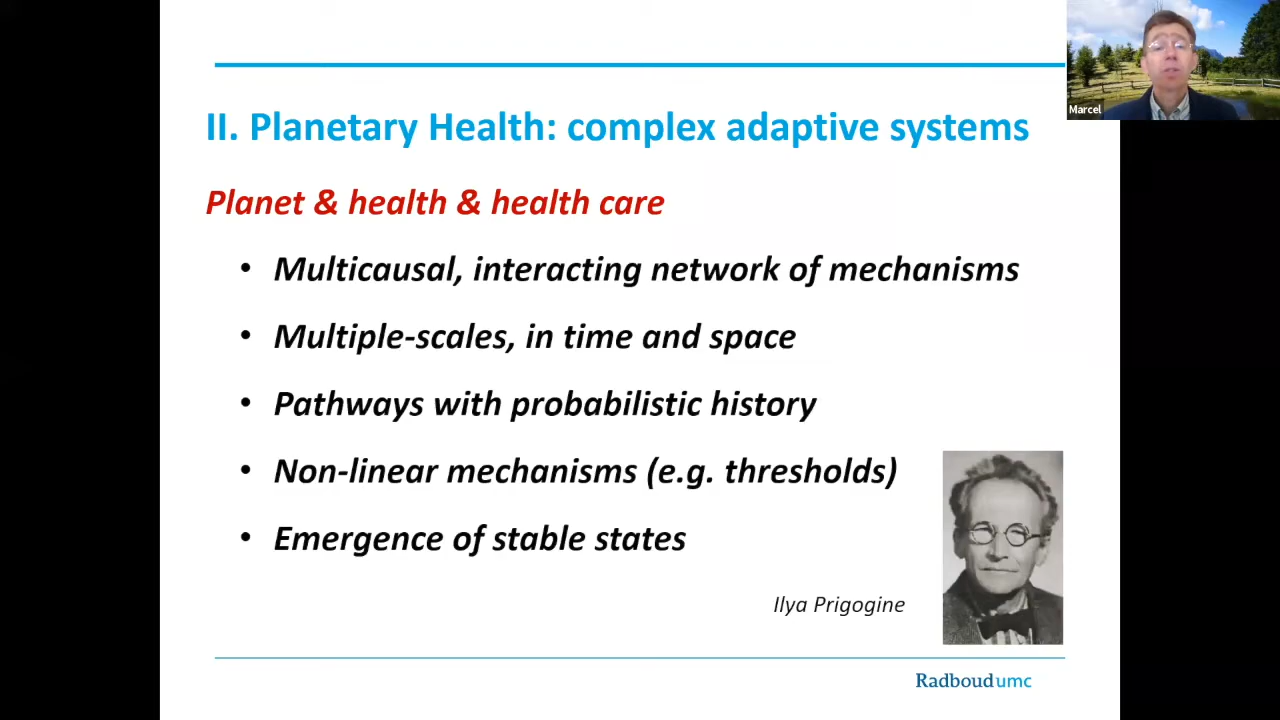 Marcel
II. Planetary Health: complex adaptive systems
Planet & health & health care
• Multicausal, interacting network of mechanisms
• Multiple-scales, in time and space
• Pathways with probabilistic history
• Non-linear mechanisms (e.g. thresholds)
• Emergence of stable states
Ilya Prigogine
Radboudumc